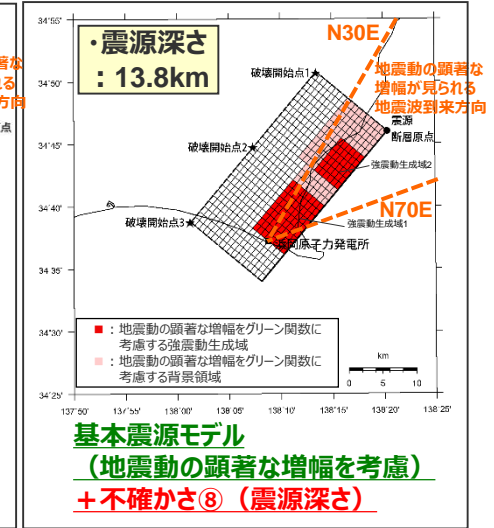 ・震源深さ
：13.8km
N30E
地震動の顕著な
増幅が見られる
地震波到来方向
震源
断層原点
破壊開始点1
破壊開始点2
破壊開始点3
強震動生成域2
強震動生成域1
N70E
浜岡原子力発電所
34˚55'
34˚50'
34˚45'
34˚40'
34˚35'
34˚30'
34˚25'
：地震動の顕著な増幅をグリーン関数に
考慮する強震動生成域
：地震動の顕著な増幅をグリーン関数に
考慮する背景領域
km
0 5 10
137˚50' 137˚55' 138˚00' 138˚05' 138˚10' 138˚15' 138˚20' 138˚25'
基本震源モデル
（地震動の顕著な増幅を考慮）
＋不確かさ⑧（震源深さ）
な
る
方向
点